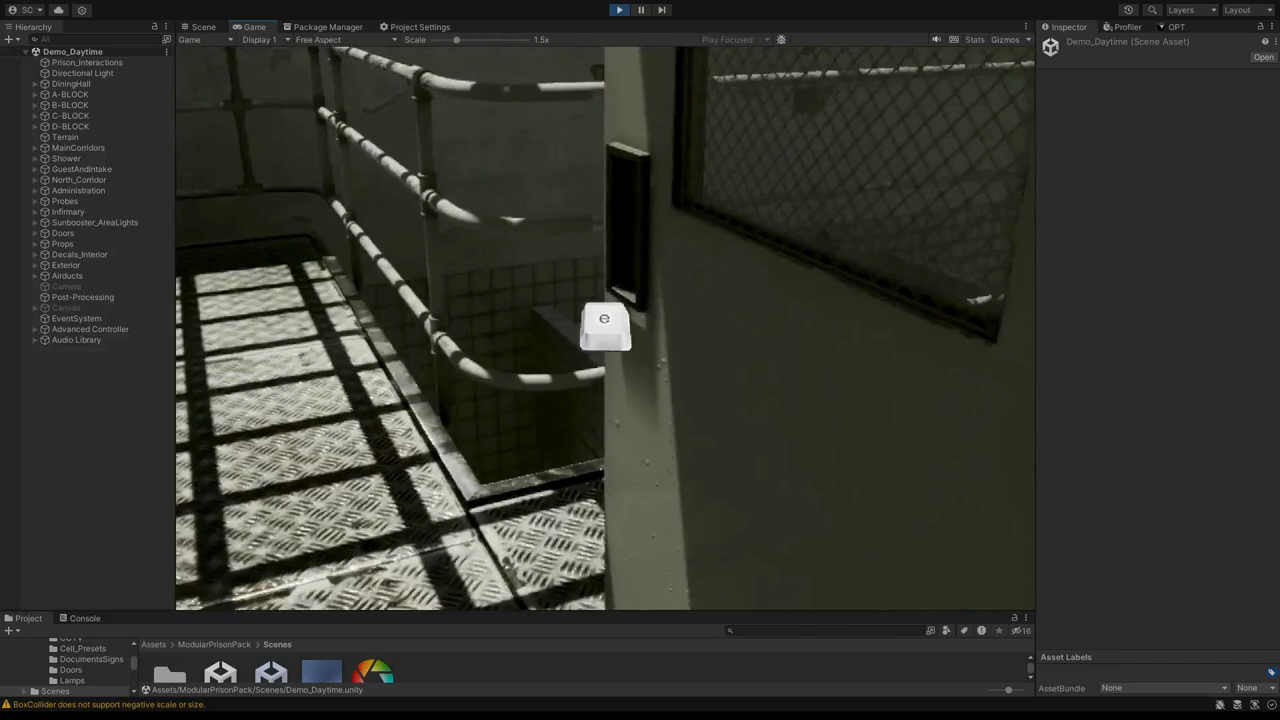 SC
Layers
Layout
Hierarchy
Scene
Game
Package Manager
Project Settings
Inspector
Profiler
OPT
All
Game
Display 1
Free Aspect
Scale
1.5x
Play Focused
Stats
Gizmos
Demo_Daytime (Scene Asset)
Open
Demo_Daytime
Prison_Interactions
Directional Light
DiningHall
A-BLOCK
B-BLOCK
C-BLOCK
D-BLOCK
Terrain
MainCorridors
Shower
GuestAndIntake
North_Corridor
Administration
Probes
Infirmary
Sunbooster_AreaLights
Doors
Props
Decals_Interior
Exterior
Airducts
Camera
Post-Processing
Canvas
EventSystem
Advanced Controller
Audio Library
e
Project
Console
16
Assets
ModularPrisonPack
Scenes
Cell_Presets
DocumentsSigns
Doors
Lamps
Scenes
Assets/ModularPrisonPack/Scenes/Demo_Daytime.unity
Asset Labels
AssetBundle
None
None
BoxCollider does not support negative scale or size.